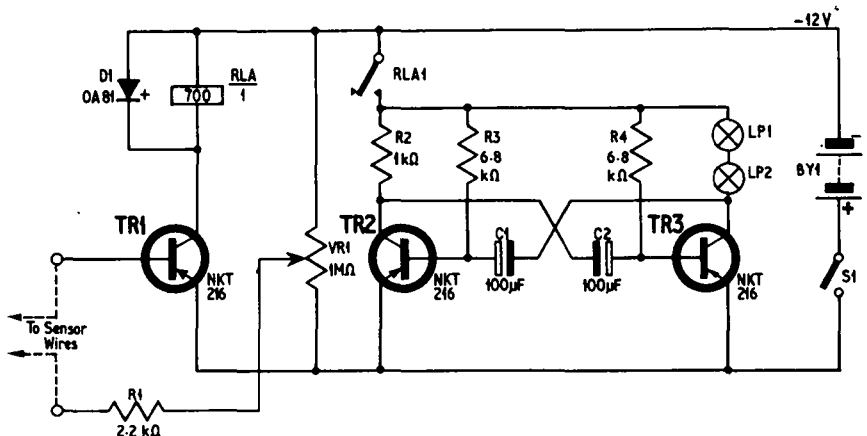 -12V
D1
OA81
+
RLA
1
700
RLA1
R2
1kΩ
R3
6.8
kΩ
R4
6.8
kΩ
LP1
LP2
BY1
-
+
TR1
NKT
216
VR1
1MΩ
TR2
NKT
216
C1
100µF
C2
100µF
TR3
NKT
216
S1
To Sensor
Wires
R1
2.2 kΩ